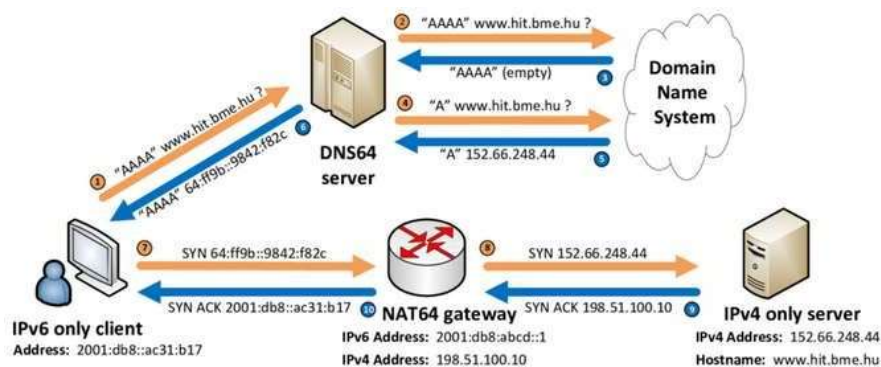 2 "AAAA" www.hit.bme.hu ?
"AAAA" (empty) 3
4 "A" www.hit.bme.hu ?
"A" 152.66.248.44 5
Domain
Name
System
DNS64
server
1 "AAAA" www.hit.bme.hu ?
6
"AAAA" 64:ff9b::9842:f82c
7 SYN 64:ff9b::9842:f82c
SYN ACK 2001:db8::ac31:b17 10
8 SYN 152.66.248.44
SYN ACK 198.51.100.10 9
IPv6 only client
Address: 2001:db8::ac31:b17
NAT64 gateway
IPv6 Address: 2001:db8:abcd::1
IPv4 Address: 198.51.100.10
IPv4 only server
IPv4 Address: 152.66.248.44
Hostname: www.hit.bme.hu